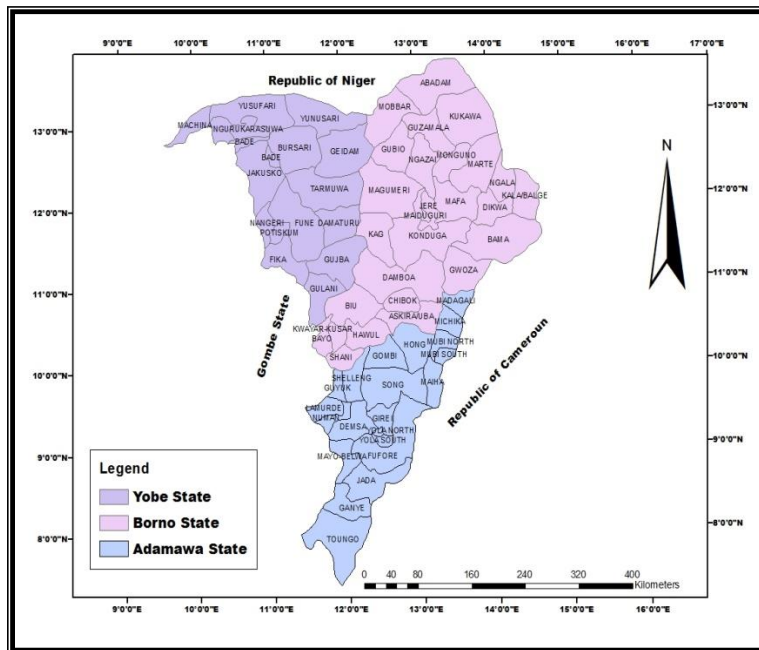 9°0'0"E 10°0'0"E 11°0'0"E 12°0'0"E 13°0'0"E 14°0'0"E 15°0'0"E 16°0'0"E 17°0'0"E
Republic of Niger
ABADAM
MOBBAR
KUKAWA
YUSUFARI
YUNUSARI
13°0'0"N
13°0'0"N
MACHINA
NGURU
KARASUWA
GUZAMALA
BADE
BURSARI
GEIDAM
GUBIO
NGAZAI
MONGUNO
MARTE
BADE
JAKUSKO
TARMUWA
MAGUMERI
NGALA
KALA/BALGE
N
12°0'0"N
12°0'0"N
JERE
MAFA
DIKWA
MAIDUGURI
NANGERI
FUNE
DAMATURU
POTISKUM
KAG
KONDUGA
BAMA
FIKA
GUJBA
DAMBOA
GWOZA
11°0'0"N
11°0'0"N
GULANI
CHIBOK
MADAGALI
BIU
ASKIRA/UBA
MICHIKA
KWAYAR-KUSAR
BAYO
HAWUL
HONG
MUBI NORTH
MUBI SOUTH
SHANI
GOMBI
Gombe State
Republic of Cameroun
10°0'0"N
10°0'0"N
SHELLENG
GUYUK
SONG
MAIHA
LAMURDE
NUMAN
GIREI
DEMSA
YOLA NORTH
YOLA SOUTH
9°0'0"N
9°0'0"N
MAYO-BELWA
FUFORE
JADA
GANYE
TOUNGO
8°0'0"N
8°0'0"N
Legend
Yobe State
Borno State
Adamawa State
0 40 80 160 240 320 400
Kilometers
9°0'0"E 10°0'0"E 11°0'0"E 12°0'0"E 13°0'0"E 14°0'0"E 15°0'0"E 16°0'0"E